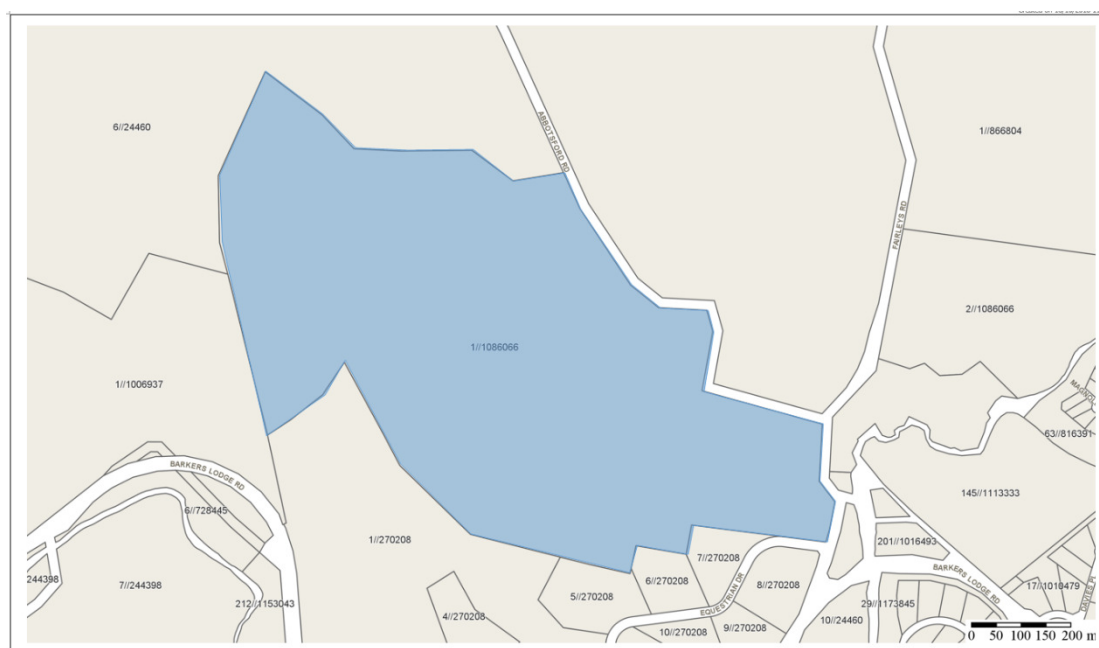 6//24460
ABBOTSFORD RD
1//866804
FAIRLEYS RD
2//1086066
1//1086066
1//1006937
MAGNOL
63//816391
BARKERS LODGE RD
145//1113333
6//728445
1//270208
7//270208
201//1016493
244398
7//244398
6//270208
8//270208
BARKERS LODGE RD
17//1010479
DAVIES PL
5//270208
EQUESTRIAN DR
212//1153043
4//270208
10//270208
9//270208
10//24460
29//1173845
0 50 100 150 200 m